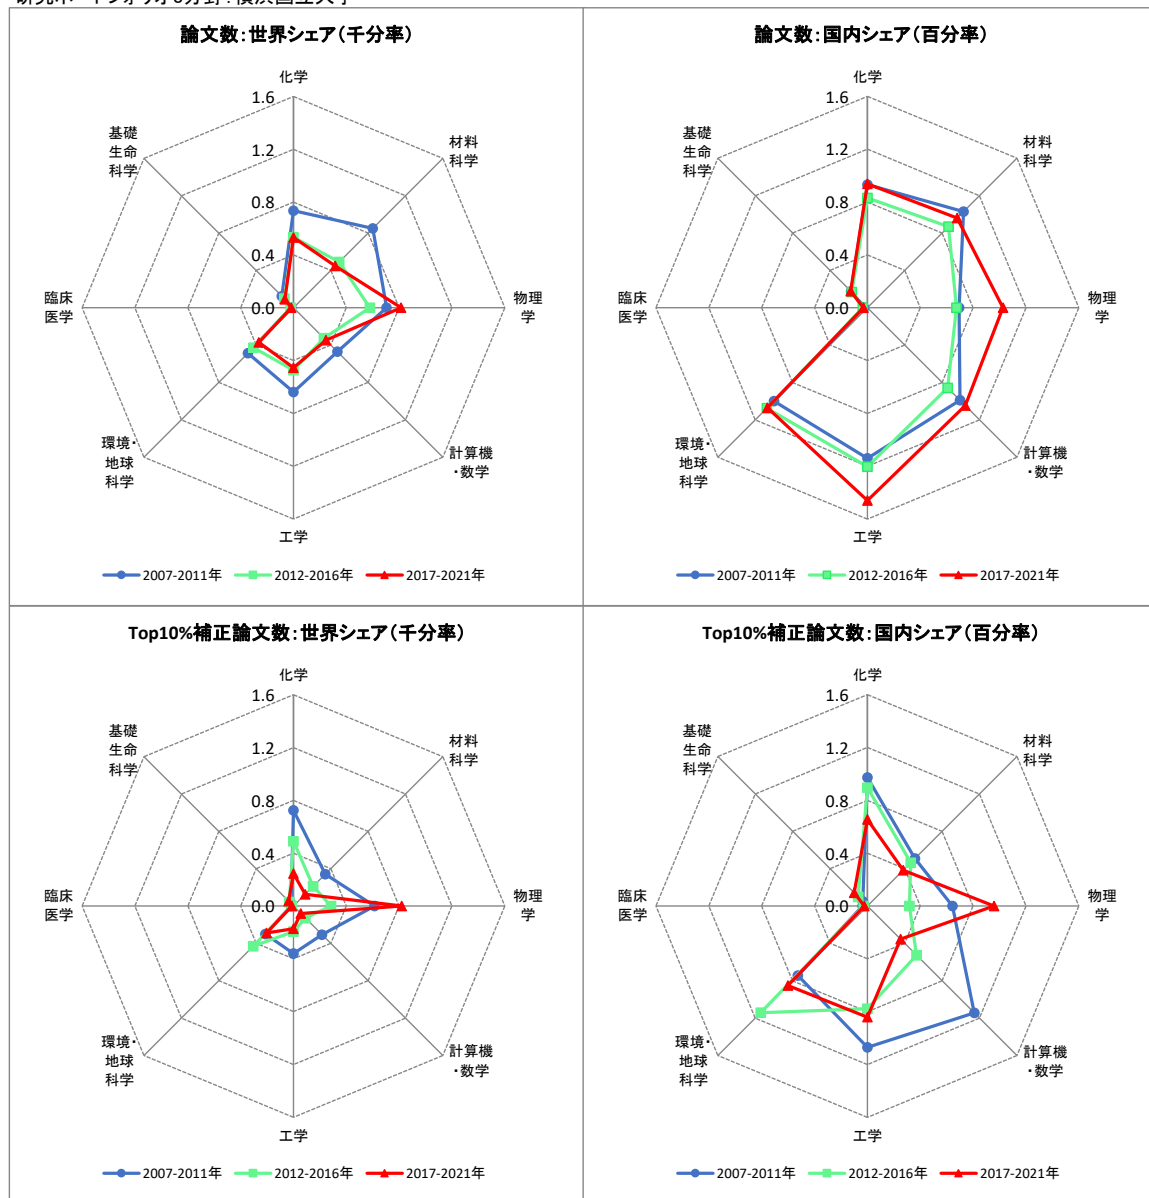 論文数：世界シェア（千分率）
化学
1.6
1.2
0.8
0.4
0.0
材料
科学
物理
学
計算機
・数学
工学
環境・
地球
科学
臨床
医学
基礎
生命
科学
2007-2011年
2012-2016年
2017-2021年
論文数：国内シェア（百分率）
化学
1.6
1.2
0.8
0.4
0.0
材料
科学
物理
学
計算機
・数学
工学
環境・
地球
科学
臨床
医学
基礎
生命
科学
2007-2011年
2012-2016年
2017-2021年
Top10%補正論文数：世界シェア（千分率）
化学
1.6
1.2
0.8
0.4
0.0
材料
科学
物理
学
計算機
・数学
工学
環境・
地球
科学
臨床
医学
基礎
生命
科学
2007-2011年
2012-2016年
2017-2021年
Top10%補正論文数：国内シェア（百分率）
化学
1.6
1.2
0.8
0.4
0.0
材料
科学
物理
学
計算機
・数学
工学
環境・
地球
科学
臨床
医学
基礎
生命
科学
2007-2011年
2012-2016年
2017-2021年